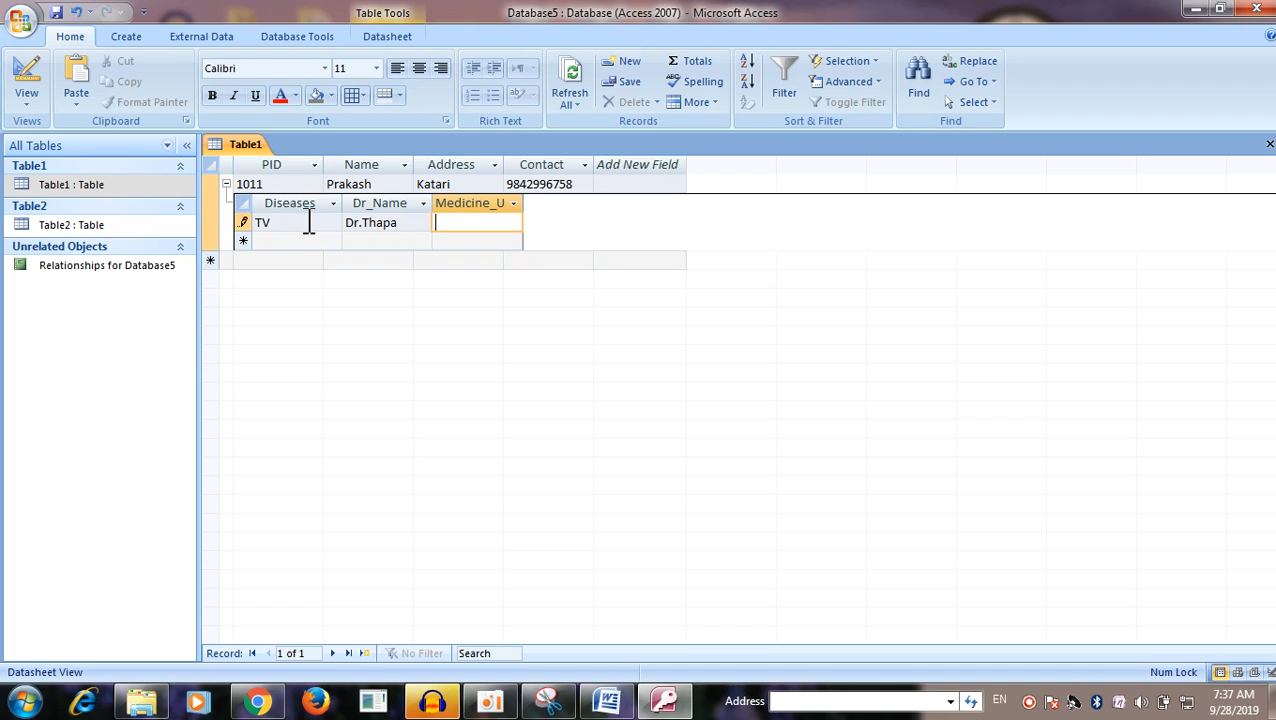 Table Tools
Database5 : Database (Access 2007) - Microsoft Access
Home Create External Data Database Tools Datasheet
View
Views
Paste
Cut
Copy
Format Painter
Clipboard
Calibri 11
B I U A
Font
Rich Text
Refresh All
New
Save
Delete
Totals
Spelling
More
Records
Filter
Selection
Advanced
Toggle Filter
Sort & Filter
Find
Replace
Go To
Select
Find
All Tables
Table1
Table1 : Table
Table2
Table2 : Table
Unrelated Objects
Relationships for Database5
Table1
PID Name Address Contact Add New Field
1011 Prakash Katari 9842996758
Diseases Dr_Name Medicine_U
TV Dr.Thapa
Record: 1 of 1 No Filter Search
Datasheet View Num Lock
Address EN
7:37 AM
9/28/2019